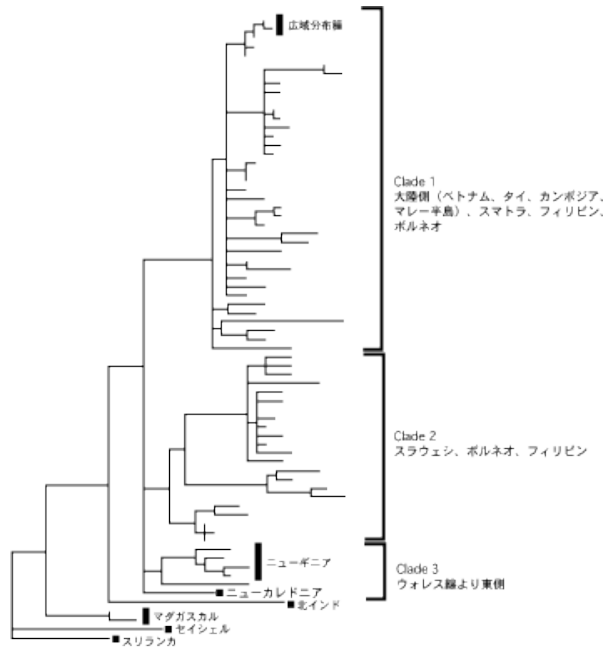 広域分布種
Clade 1
大陸側（ベトナム、タイ、カンボジア、
マレー半島）、スマトラ、フィリピン、
ボルネオ
Clade 2
スラウェシ、ボルネオ、フィリピン
Clade 3
ウォレス線より東側
ニューギニア
ニューカレドニア
北インド
マダガスカル
セイシェル
スリランカ